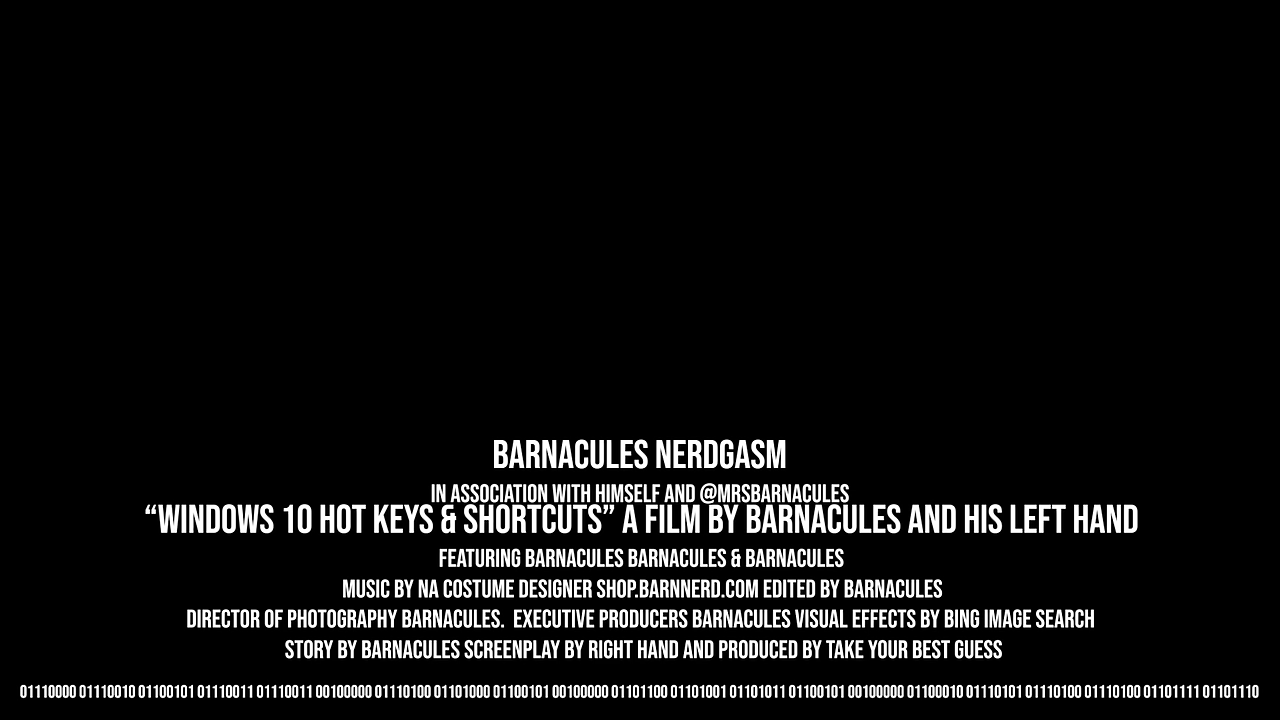 BARNACULES NERDGASM
IN ASSOCIATION WITH HIMSELF AND @MRSBARNACULES
“WINDOWS 10 HOT KEYS & SHORTCUTS” A FILM BY BARNACULES AND HIS LEFT HAND
FEATURING BARNACULES BARNACULES & BARNACULES
MUSIC BY NA COSTUME DESIGNER SHOP.BARNNERD.COM EDITED BY BARNACULES
DIRECTOR OF PHOTOGRAPHY BARNACULES.  EXECUTIVE PRODUCERS BARNACULES VISUAL EFFECTS BY BING IMAGE SEARCH
STORY BY BARNACULES SCREENPLAY BY RIGHT HAND AND PRODUCED BY TAKE YOUR BEST GUESS
01110000 01110010 01100101 01110011 01110011 00100000 01110100 01101000 01100101 00100000 01101100 01101001 01101011 01100101 00100000 01100010 01110101 01110100 01110100 01101111 01101110